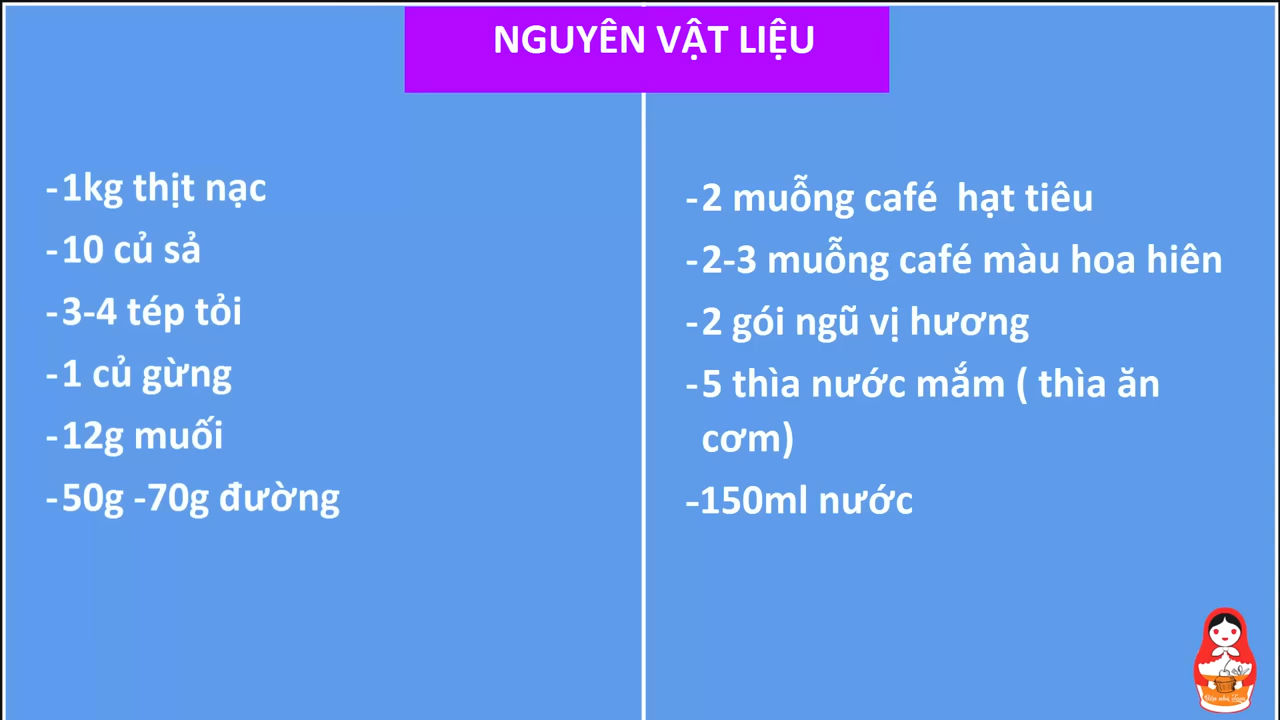 NGUYÊN VẬT LIỆU
-1kg thịt nạc
-10 củ sả
-3-4 tép tỏi
-1 củ gừng
-12g muối
-50g -70g đường
-2 muỗng café  hạt tiêu
-2-3 muỗng café màu hoa hiên
-2 gói ngũ vị hương
-5 thìa nước mắm ( thìa ăn
cơm)
-150ml nước